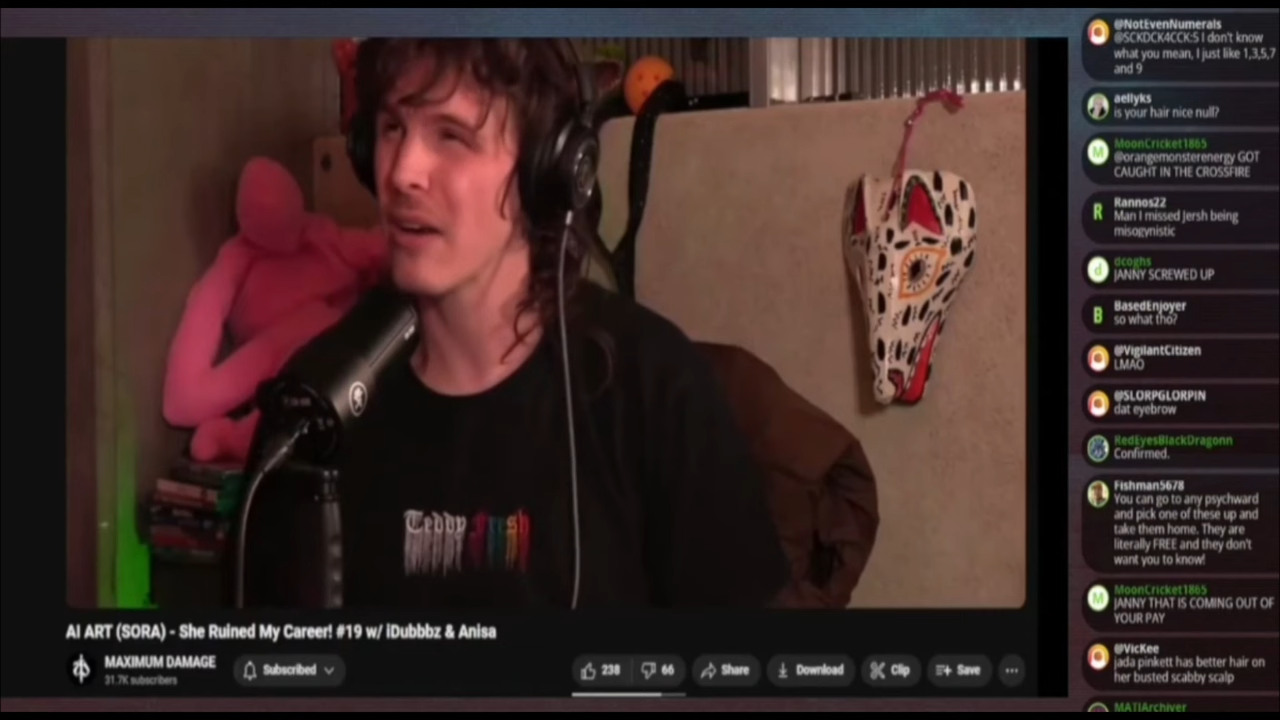 Teddy Fresh
AI ART (SORA) - She Ruined My Career! #19 w/ iDubbbz & Anisa
MAXIMUM DAMAGE
31.7K subscribers
Subscribed
238
66
Share
Download
Clip
Save
@NotEvenNumerals
@SCKDCK4CCK:5 I don't know
what you mean, I just like 1,3,5,7
and 9
aellyks
is your hair nice null?
M
MoonCricket1865
@orangemonsterenergy GOT
CAUGHT IN THE CROSSFIRE
R
Rannos22
Man I missed Jersh being
misogynistic
d
dcoghs
JANNY SCREWED UP
B
BasedEnjoyer
so what tho?
@VigilantCitizen
LMAO
@SLORPGLORPIN
dat eyebrow
RedEyesBlackDragonn
Confirmed.
Fishman5678
You can go to any psychward
and pick one of these up and
take them home. They are
literally FREE and they don't
want you to know!
M
MoonCricket1865
JANNY THAT IS COMING OUT OF
YOUR PAY
@VicKee
jada pinkett has better hair on
her busted scabby scalp
MATIArchiver